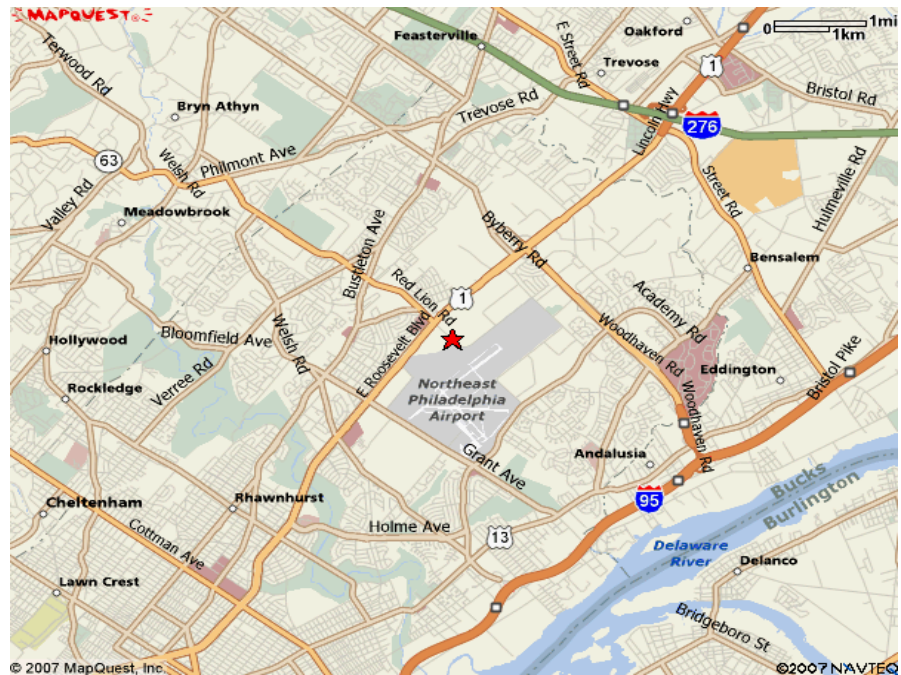 MAPQUEST
0
1mi
1km
Feasterville
Oakford
Trevose
E Street Rd
1
Bristol Rd
Terwood Rd
Bryn Athyn
Trevose Rd
Lincoln Hwy
276
63
Welsh Rd
Philmont Ave
Valley Rd
Meadowbrook
Street Rd
Hulmeville Rd
Bustleton Ave
Byberry Rd
Bensalem
Red Lion Rd
1
Academy Rd
Hollywood
Bloomfield Ave
Welsh Rd
E Roosevelt Blvd
Woodhaven Rd
Verree Rd
Rockledge
Northeast
Philadelphia
Airport
Eddington
Bristol Pike
Woodhaven Rd
Grant Ave
Andalusia
Cheltenham
Rhawnhurst
95
Bucks
Burlington
Cottman Ave
Holme Ave
13
Delaware
River
Delanco
Lawn Crest
Bridgeboro St
© 2007 MapQuest, Inc.
©2007 NAVTEQ